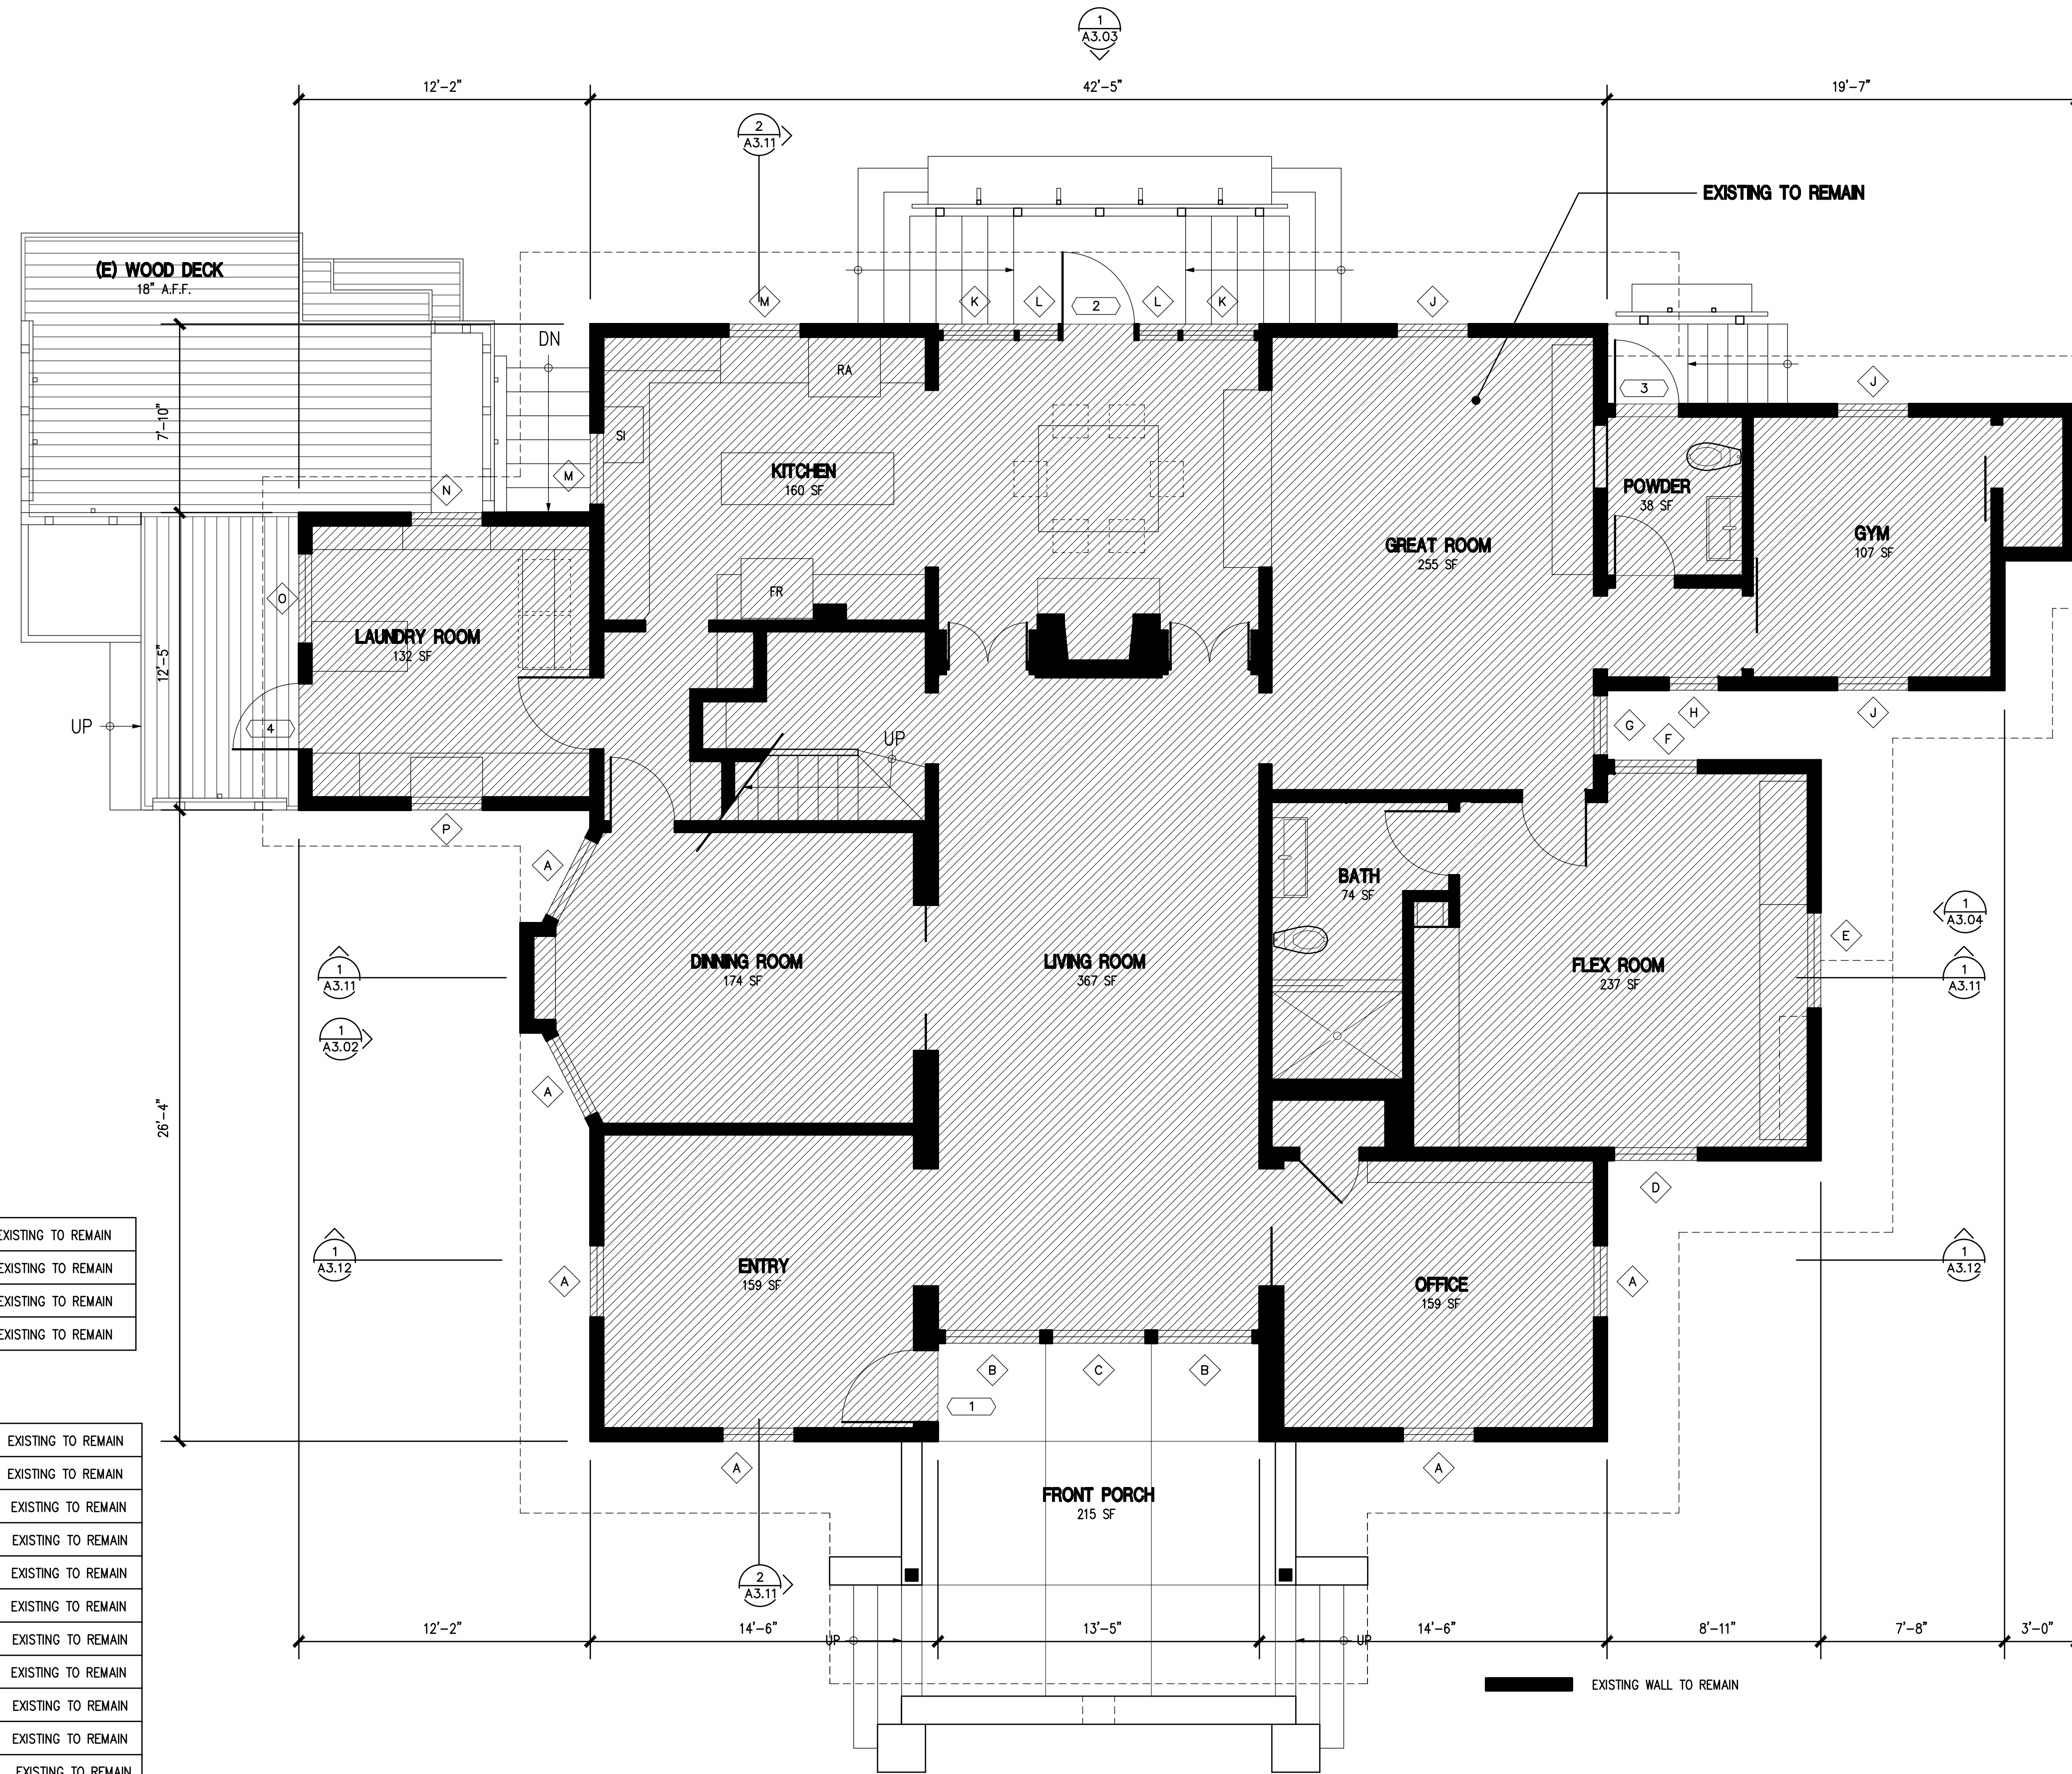 1
A3.03
12'-2"
42'-5"
19'-7"
2
A3.11
EXISTING TO REMAIN
(E) WOOD DECK
18" A.F.F.
M
K
L
2
L
K
J
DN
RA
3
J
7'-10"
SI
M
N
KITCHEN
160 SF
POWDER
38 SF
GREAT ROOM
255 SF
GYM
107 SF
O
FR
LAUNDRY ROOM
132 SF
12'-5"
UP
4
UP
G
H
J
F
P
A
BATH
74 SF
1
A3.04
E
1
A3.11
DINNING ROOM
174 SF
LIVING ROOM
367 SF
FLEX ROOM
237 SF
1
A3.11
1
A3.02
A
26'-4"
D
EXISTING TO REMAIN
EXISTING TO REMAIN
EXISTING TO REMAIN
EXISTING TO REMAIN
1
A3.12
A
ENTRY
159 SF
OFFICE
159 SF
A
1
A3.12
B
C
B
1
A
A
EXISTING TO REMAIN
EXISTING TO REMAIN
EXISTING TO REMAIN
EXISTING TO REMAIN
EXISTING TO REMAIN
EXISTING TO REMAIN
EXISTING TO REMAIN
EXISTING TO REMAIN
EXISTING TO REMAIN
EXISTING TO REMAIN
EXISTING TO REMAIN
FRONT PORCH
215 SF
2
A3.11
12'-2"
14'-6"
UP
13'-5"
UP
14'-6"
8'-11"
7'-8"
3'-0"
EXISTING WALL TO REMAIN